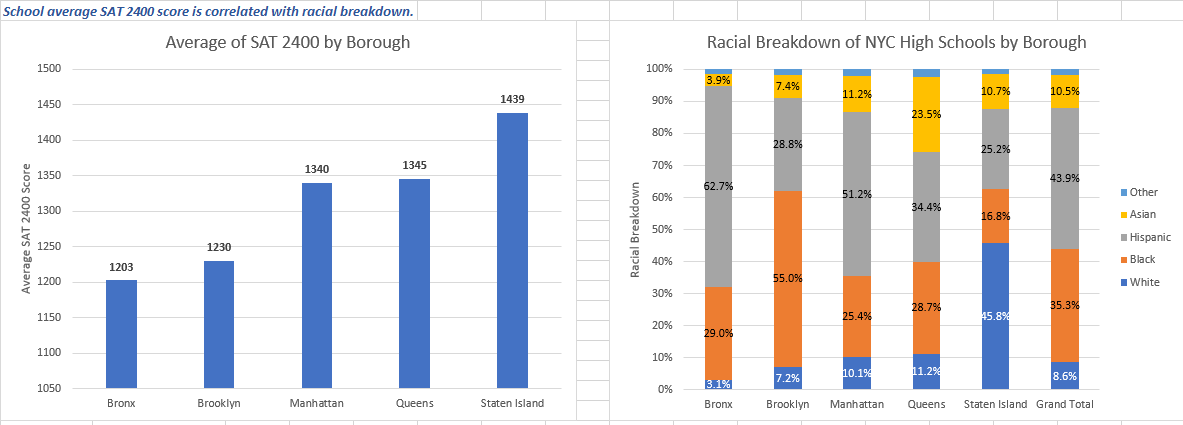 School average SAT 2400 score is correlated with racial breakdown.
Average of SAT 2400 by Borough
1500
1450
1400
1350
1300
1250
1200
1150
1100
1050
Average SAT 2400 Score
1203
1230
1340
1345
1439
Bronx
Brooklyn
Manhattan
Queens
Staten Island
Racial Breakdown of NYC High Schools by Borough
100%
90%
80%
70%
60%
50%
40%
30%
20%
10%
0%
Racial Breakdown
3.9%
62.7%
29.0%
3.1%
7.4%
28.8%
55.0%
7.2%
11.2%
51.2%
25.4%
10.1%
23.5%
34.4%
28.7%
11.2%
10.7%
25.2%
16.8%
45.8%
10.5%
43.9%
35.3%
8.6%
Bronx
Brooklyn
Manhattan
Queens
Staten Island
Grand Total
Other
Asian
Hispanic
Black
White